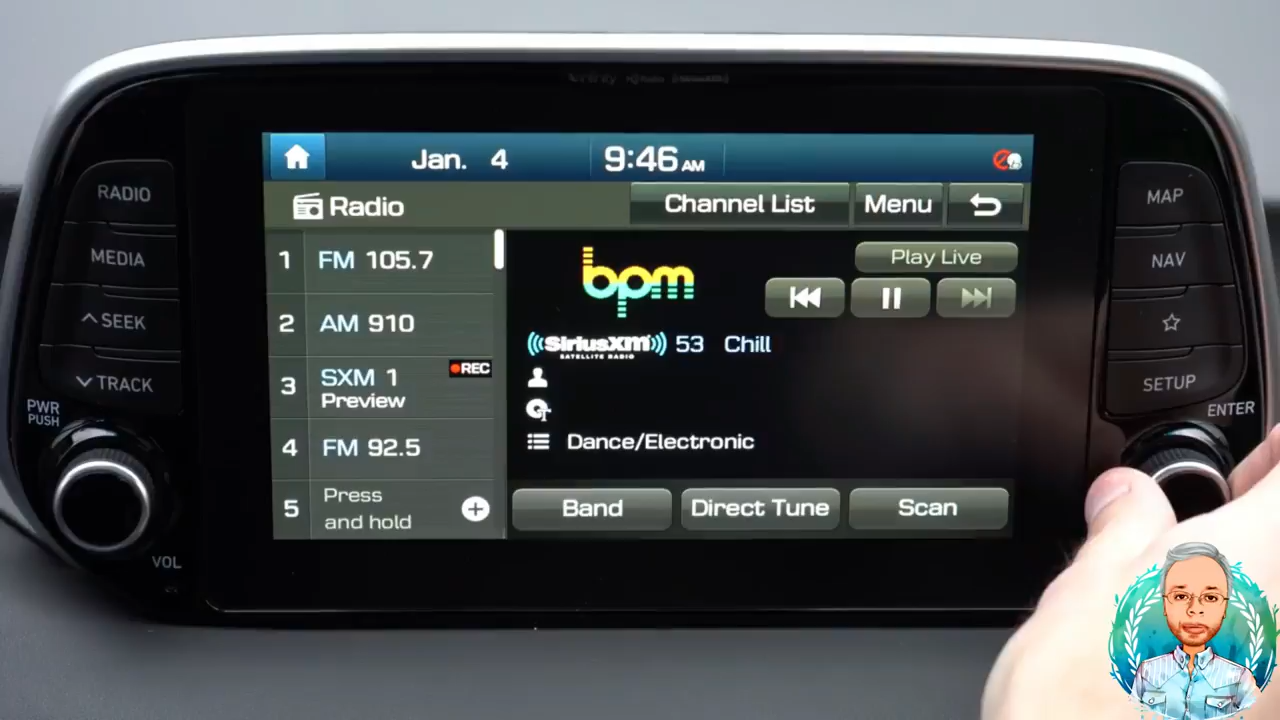 Jan. 4 9:46 AM
Radio Channel List Menu
1 FM 105.7
2 AM 910
3 SXM 1 REC
Preview
4 FM 92.5
5 Press
and hold
bpm
Play Live
SiriusXM 53 Chill
SATELLITE RADIO
Dance/Electronic
Band Direct Tune Scan
RADIO
MEDIA
SEEK
TRACK
PWR
PUSH
VOL
MAP
NAV
SETUP
ENTER